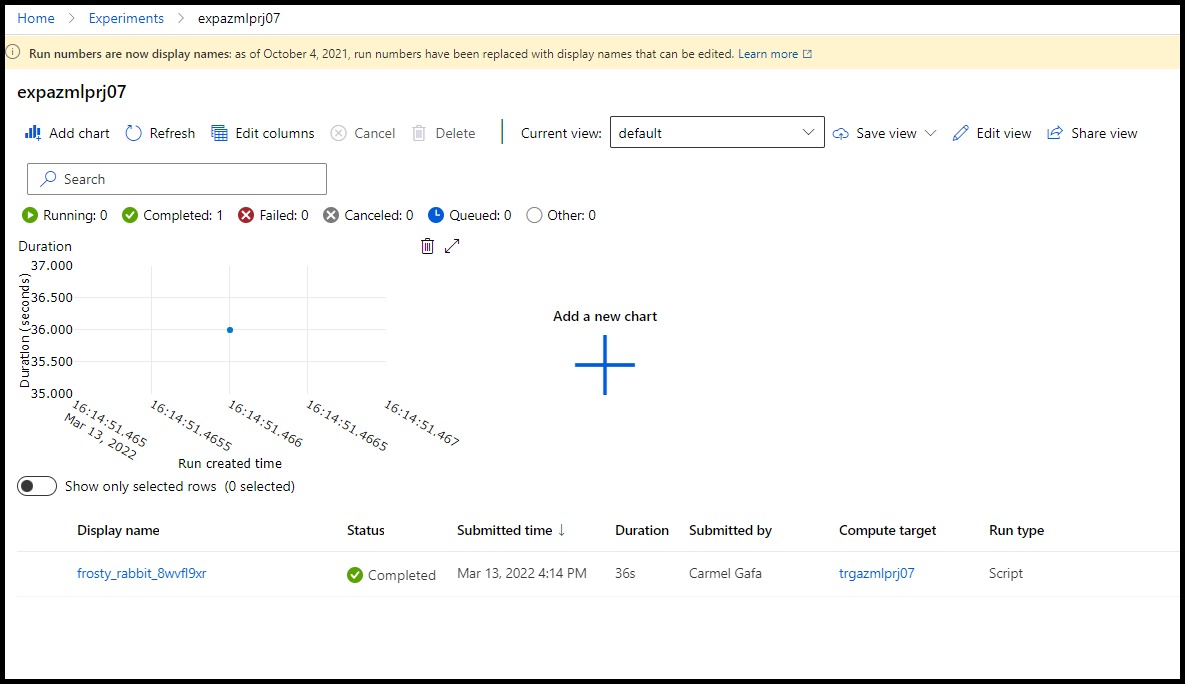 Home > Experiments > expazmlprj07
Run numbers are now display names: as of October 4, 2021, run numbers have been replaced with display names that can be edited. Learn more
expazmlprj07
Add chart Refresh Edit columns Cancel Delete Current view: default Save view Edit view Share view
Search
Running: 0 Completed: 1 Failed: 0 Canceled: 0 Queued: 0 Other: 0
Duration
37.000
36.500
36.000
35.500
35.000
Duration (seconds)
16:14:51.465 16:14:51.4655 16:14:51.466 16:14:51.4665 16:14:51.467
Mar 13, 2022
Run created time
Add a new chart
Show only selected rows (0 selected)
Display name Status Submitted time ↓ Duration Submitted by Compute target Run type
frosty_rabbit_8wvfl9xr Completed Mar 13, 2022 4:14 PM 36s Carmel Gafa trgazmlprj07 Script